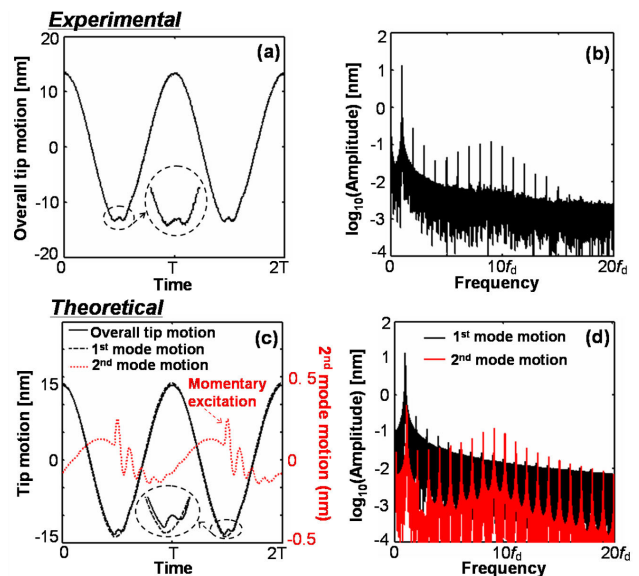 Experimental
(a)
Overall tip motion [nm]
20
10
0
-10
-20
0
T
2T
Time
(b)
log10(Amplitude) [nm]
2
1
0
-1
-2
-3
-4
0
10fd
20fd
Frequency
Theoretical
(c)
Overall tip motion
1st mode motion
2nd mode motion
Momentary
excitation
Tip motion [nm]
15
0
-15
0.5
0
-0.5
2nd mode motion (nm)
0
T
2T
Time
(d)
1st mode motion
2nd mode motion
log10(Amplitude) [nm]
2
1
0
-1
-2
-3
-4
0
10fd
20fd
Frequency